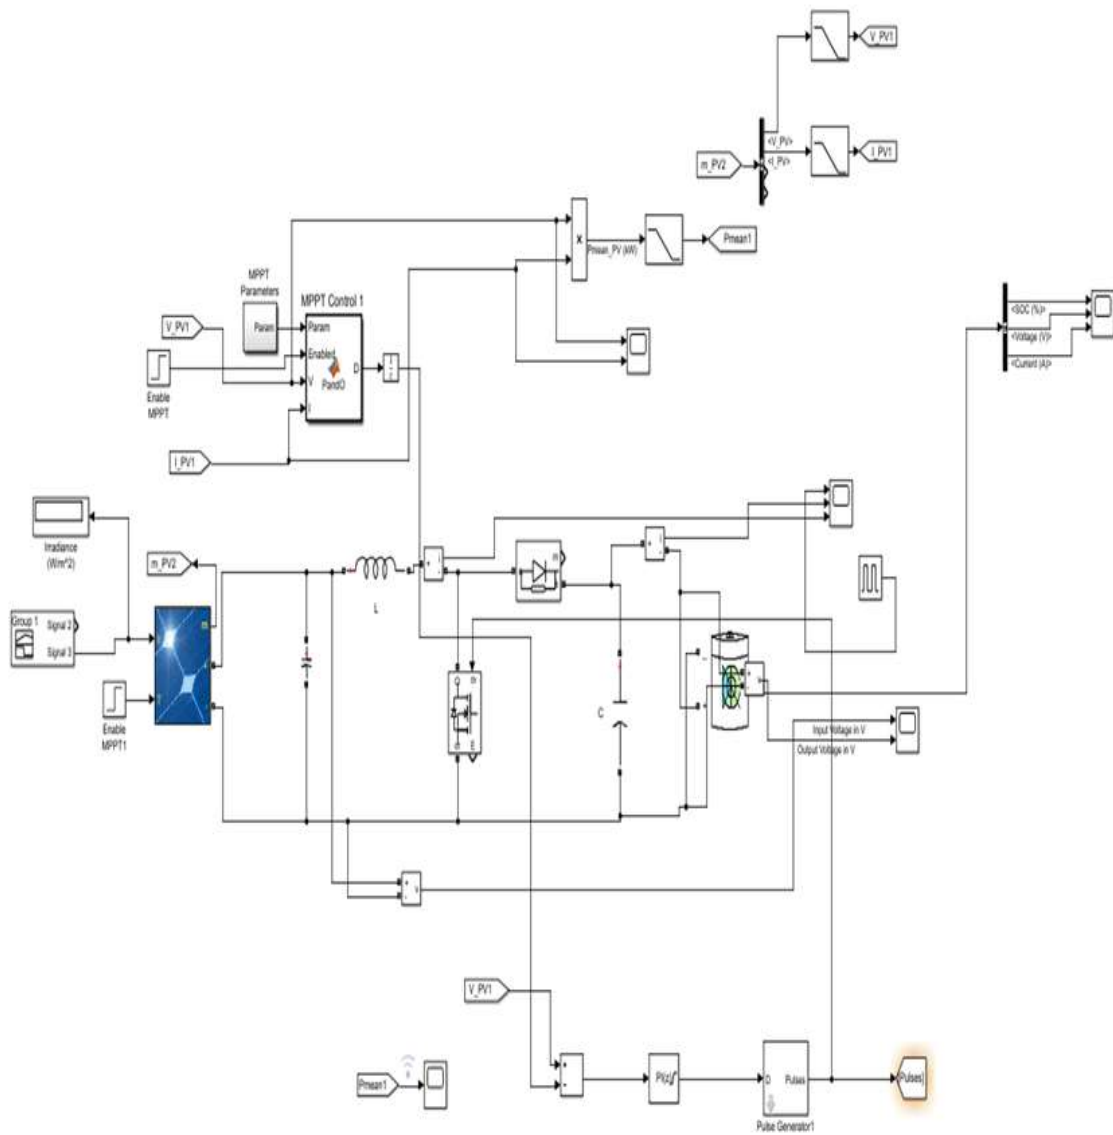 V_PV1
<V_PV>
<I_PV>
I_PV1
m_PV2
Pmean_PV (kW)
Pmean1
X
MPPT
Parameters
Param
MPPT Control 1
Param
Enabled
V
I
PandO
D
V_PV1
Enable
MPPT
I_PV1
<SOC (%)>
<Voltage (V)>
<Current (A)>
Irradiance
(W/m^2)
m_PV2
Group 1
Signal 2
Signal 3
Enable
MPPT1
L
m
C
Input Voltage in V
Output Voltage in V
V_PV1
Pmean1
PI(z)
D
Pulses
Pulse Generator1
[Pulses]